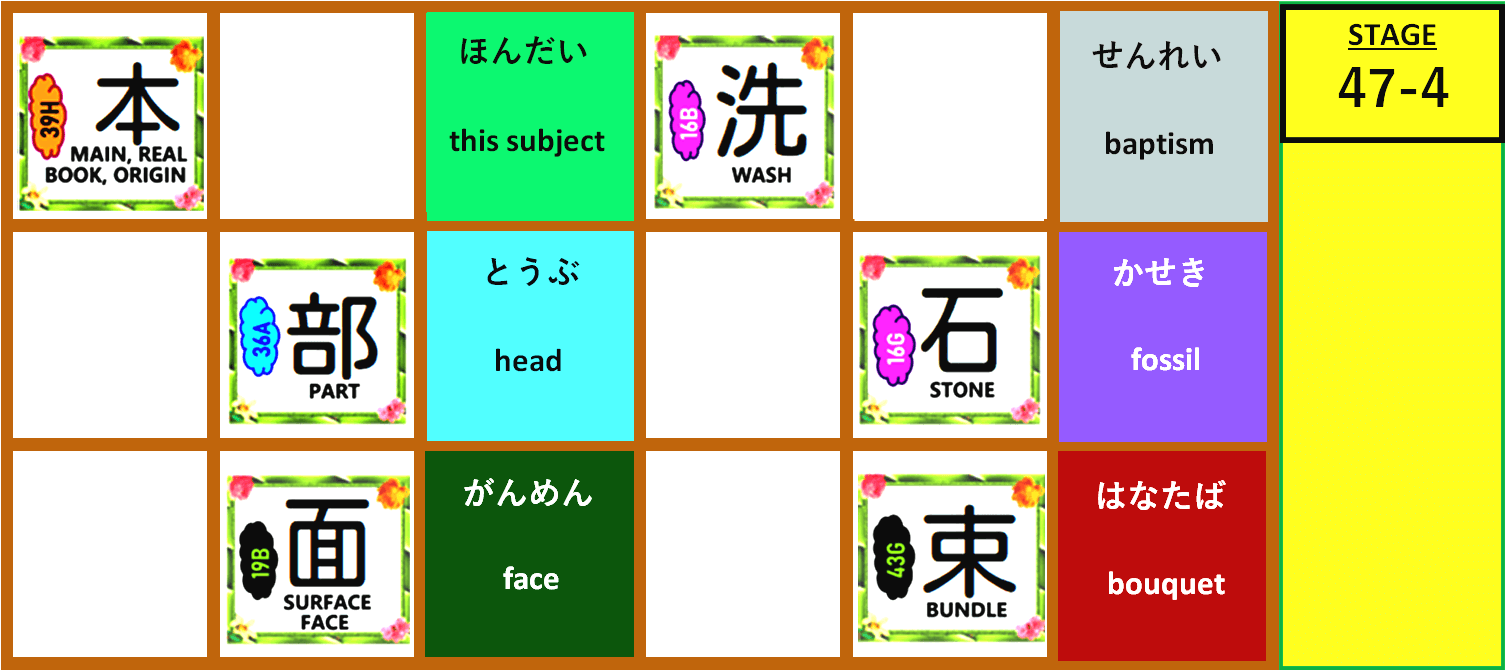 39H
本
MAIN, REAL
BOOK, ORIGIN
ほんだい
this subject
16B
洗
WASH
せんれい
baptism
STAGE
47-4
36A
部
PART
とうぶ
head
16G
石
STONE
かせき
fossil
19B
面
SURFACE
FACE
がんめん
face
43G
束
BUNDLE
はなたば
bouquet